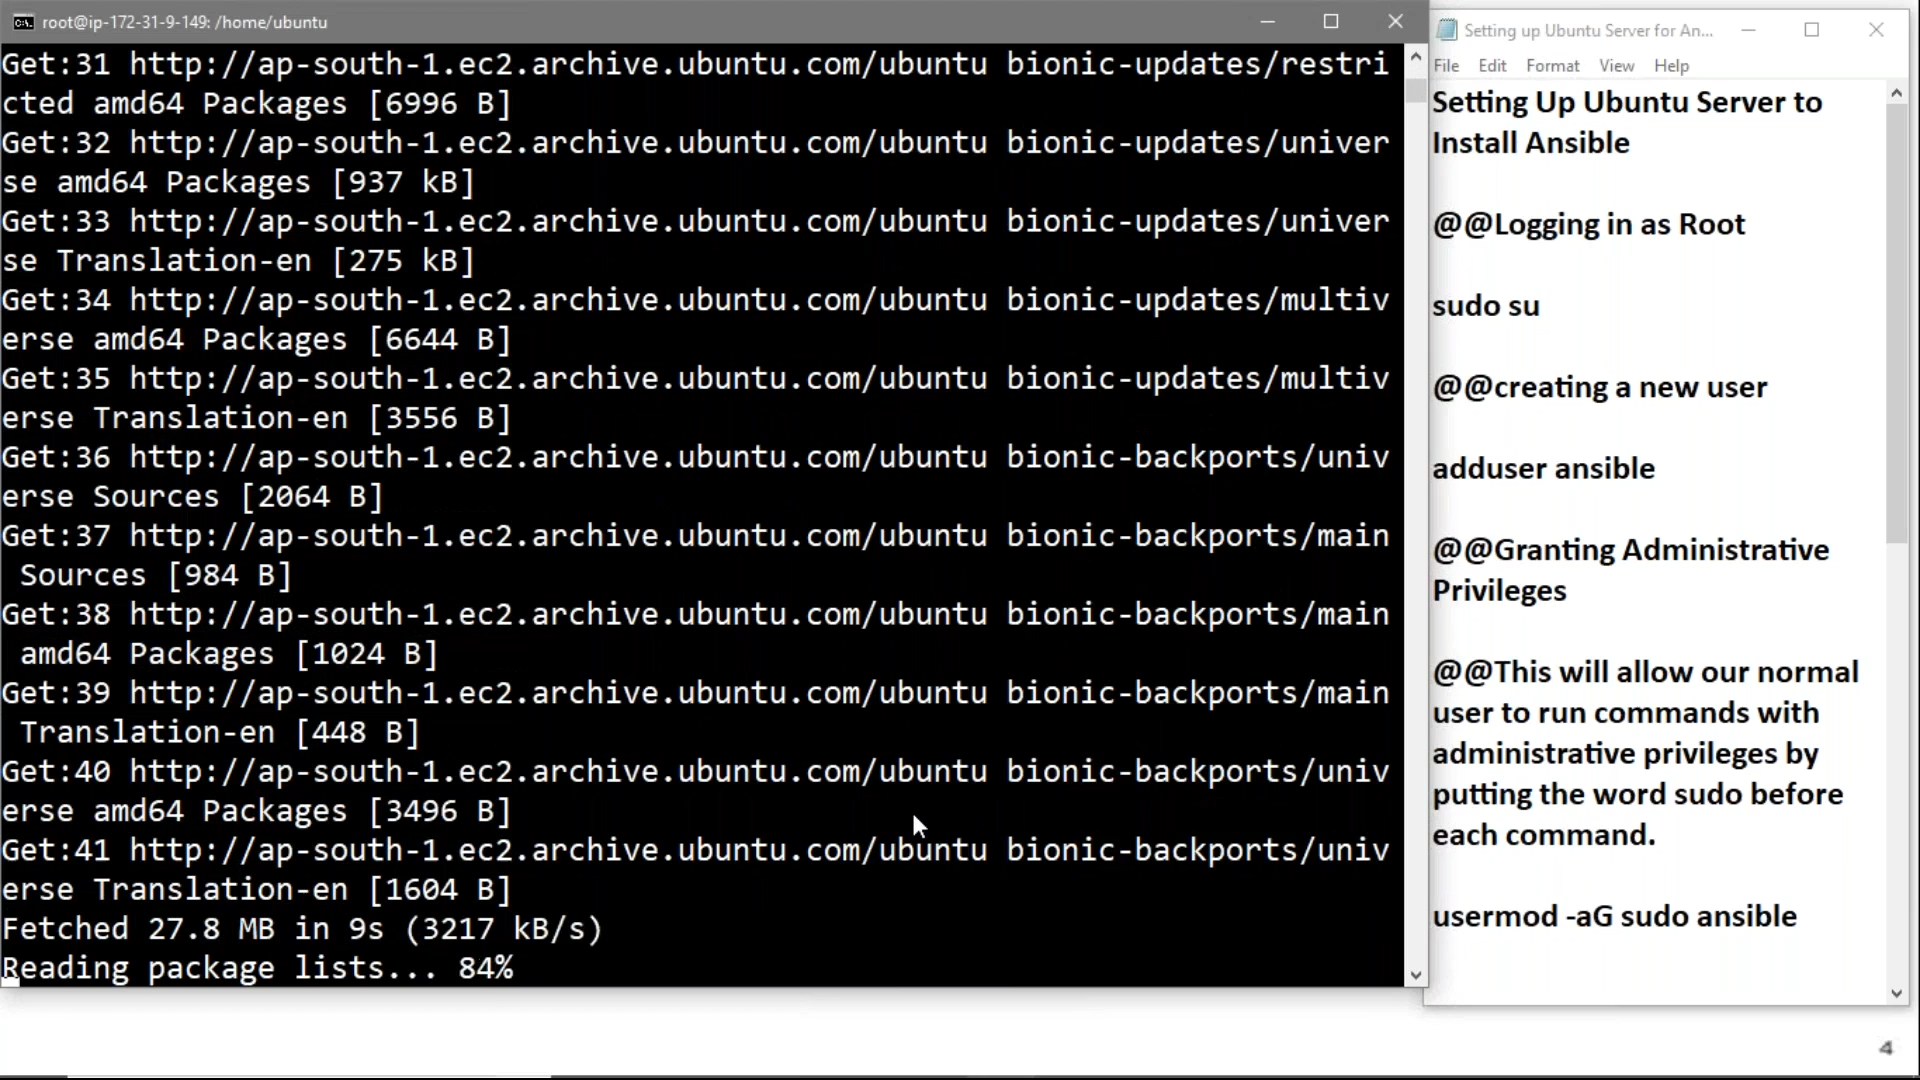 root@ip-172-31-9-149: /home/ubuntu
Get:31 http://ap-south-1.ec2.archive.ubuntu.com/ubuntu bionic-updates/restri
cted amd64 Packages [6996 B]
Get:32 http://ap-south-1.ec2.archive.ubuntu.com/ubuntu bionic-updates/univer
se amd64 Packages [937 kB]
Get:33 http://ap-south-1.ec2.archive.ubuntu.com/ubuntu bionic-updates/univer
se Translation-en [275 kB]
Get:34 http://ap-south-1.ec2.archive.ubuntu.com/ubuntu bionic-updates/multiv
erse amd64 Packages [6644 B]
Get:35 http://ap-south-1.ec2.archive.ubuntu.com/ubuntu bionic-updates/multiv
erse Translation-en [3556 B]
Get:36 http://ap-south-1.ec2.archive.ubuntu.com/ubuntu bionic-backports/univ
erse Sources [2064 B]
Get:37 http://ap-south-1.ec2.archive.ubuntu.com/ubuntu bionic-backports/main
Sources [984 B]
Get:38 http://ap-south-1.ec2.archive.ubuntu.com/ubuntu bionic-backports/main
amd64 Packages [1024 B]
Get:39 http://ap-south-1.ec2.archive.ubuntu.com/ubuntu bionic-backports/main
Translation-en [448 B]
Get:40 http://ap-south-1.ec2.archive.ubuntu.com/ubuntu bionic-backports/univ
erse amd64 Packages [3496 B]
Get:41 http://ap-south-1.ec2.archive.ubuntu.com/ubuntu bionic-backports/univ
erse Translation-en [1604 B]
Fetched 27.8 MB in 9s (3217 kB/s)
Reading package lists... 84%
Setting up Ubuntu Server for An...
File Edit Format View Help
Setting Up Ubuntu Server to
Install Ansible
@@Logging in as Root
sudo su
@@creating a new user
adduser ansible
@@Granting Administrative
Privileges
@@This will allow our normal
user to run commands with
administrative privileges by
putting the word sudo before
each command.
usermod -aG sudo ansible
4